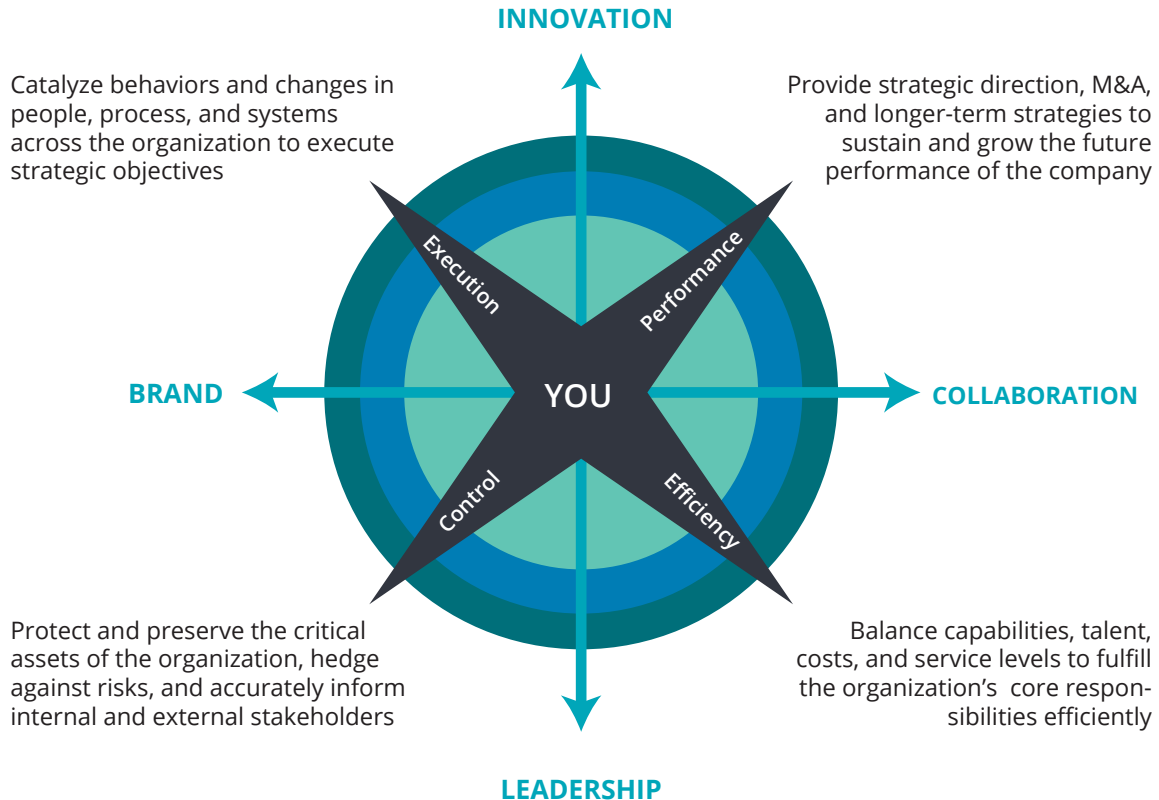 INNOVATION
Catalyze behaviors and changes in
people, process, and systems
across the organization to execute
strategic objectives
Provide strategic direction, M&A,
and longer-term strategies to
sustain and grow the future
performance of the company
Execution
Performance
BRAND
YOU
COLLABORATION
Control
Efficiency
Protect and preserve the critical
assets of the organization, hedge
against risks, and accurately inform
internal and external stakeholders
Balance capabilities, talent,
costs, and service levels to fulfill
the organization’s  core respon-
sibilities efficiently
LEADERSHIP